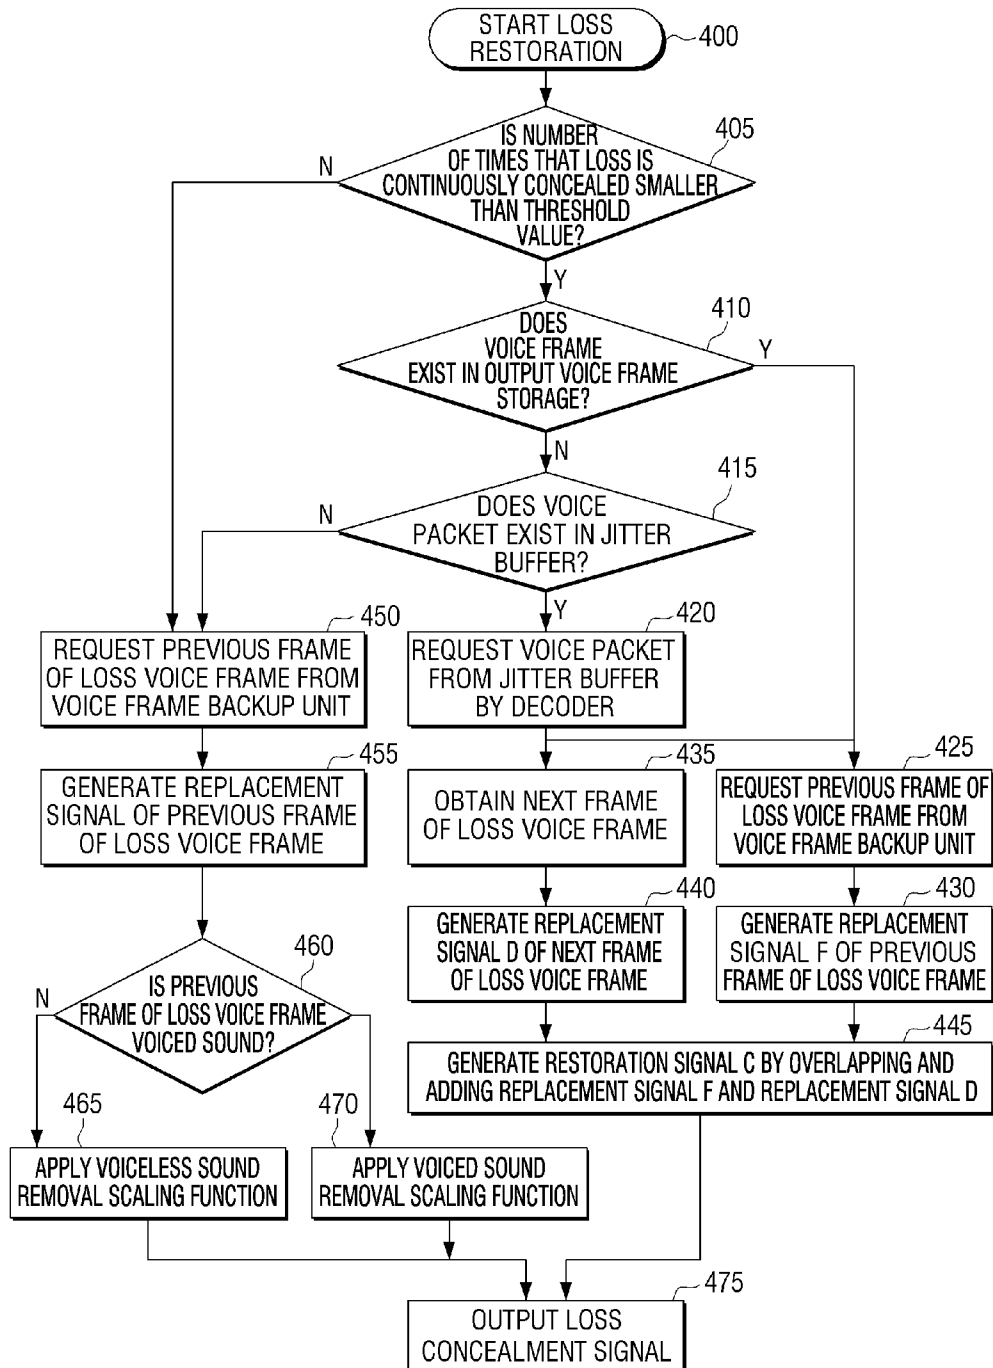 START LOSS
RESTORATION
400
IS NUMBER
OF TIMES THAT LOSS IS
CONTINUOUSLY CONCEALED SMALLER
THAN THRESHOLD
VALUE?
405
N
Y
DOES
VOICE FRAME
EXIST IN OUTPUT VOICE FRAME
STORAGE?
410
Y
N
DOES VOICE
PACKET EXIST IN JITTER
BUFFER?
415
N
Y
450
REQUEST PREVIOUS FRAME
OF LOSS VOICE FRAME FROM
VOICE FRAME BACKUP UNIT
420
REQUEST VOICE PACKET
FROM JITTER BUFFER
BY DECODER
455
GENERATE REPLACEMENT
SIGNAL OF PREVIOUS FRAME
OF LOSS VOICE FRAME
435
OBTAIN NEXT FRAME
OF LOSS VOICE FRAME
425
REQUEST PREVIOUS FRAME OF
LOSS VOICE FRAME FROM
VOICE FRAME BACKUP UNIT
440
GENERATE REPLACEMENT
SIGNAL D OF NEXT FRAME
OF LOSS VOICE FRAME
430
GENERATE REPLACEMENT
SIGNAL F OF PREVIOUS
FRAME OF LOSS VOICE FRAME
460
IS PREVIOUS
FRAME OF LOSS VOICE FRAME
VOICED SOUND?
N
445
GENERATE RESTORATION SIGNAL C BY OVERLAPPING AND
ADDING REPLACEMENT SIGNAL F AND REPLACEMENT SIGNAL D
465
APPLY VOICELESS SOUND
REMOVAL SCALING FUNCTION
470
APPLY VOICED SOUND
REMOVAL SCALING FUNCTION
475
OUTPUT LOSS
CONCEALMENT SIGNAL